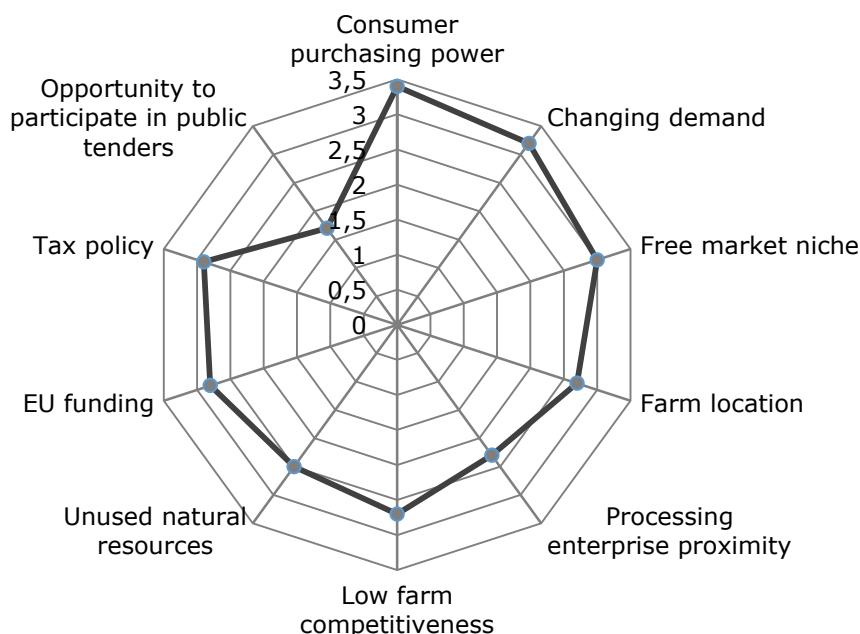 Consumer
purchasing power
Opportunity to
participate in public
tenders
3,5
3
2,5
2
1,5
1
0,5
0
Changing demand
Tax policy
Free market niche
EU funding
Farm location
Unused natural
resources
Processing
enterprise proximity
Low farm
competitiveness